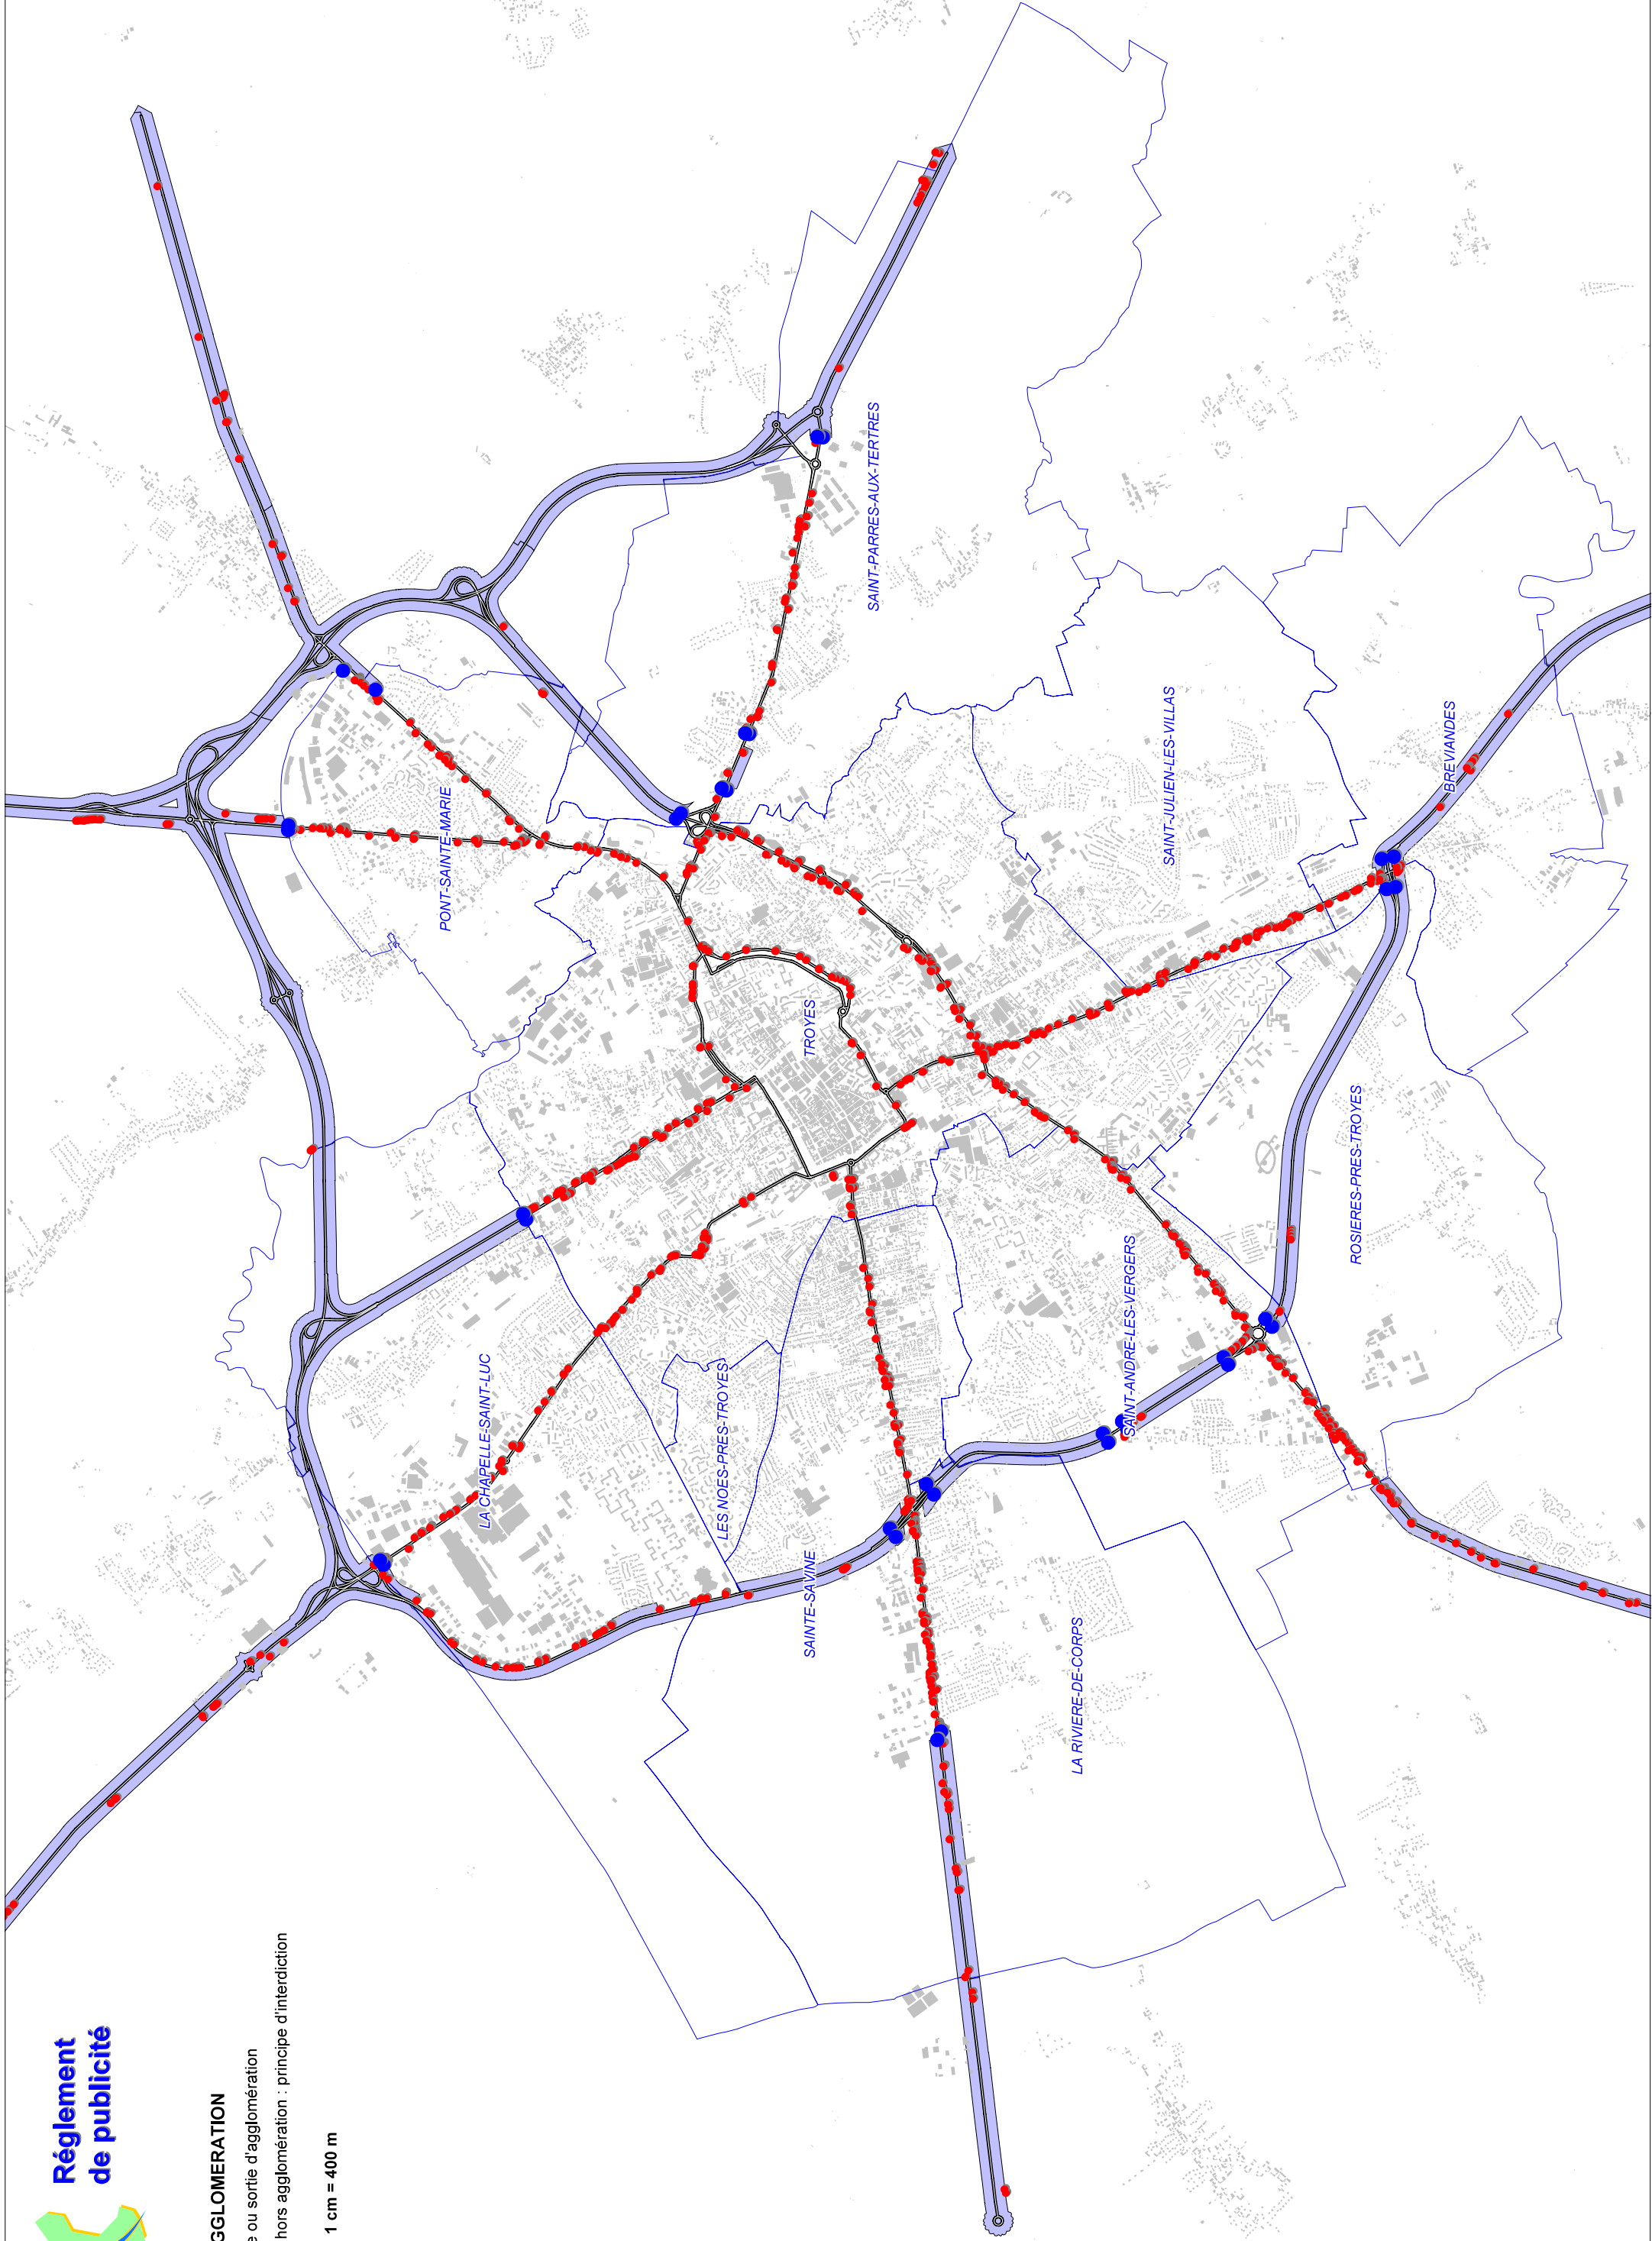 Réglement
de publicité
hors agglomération : principe d'interdiction
ou sortie d'agglomération
1 cm = 400 m
LA CHAPELLE-SAINT-LUC
PONT-SAINTE-MARIE
LES NOES-PRES-TROYES
SAINTE-SAVINE
TROYES
SAINT-PARRES-AUX-TERTRES
LA RIVIERE-DE-CORPS
SAINT-ANDRE-LES-VERGERS
SAINT-JULIEN-LES-VILLAS
ROSIERES-PRES-TROYES
BREVIANDES